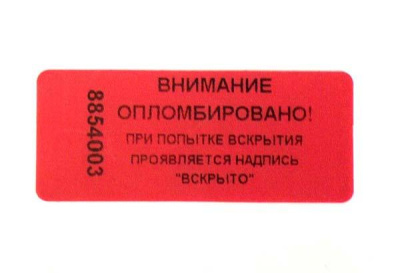 8854003
ВНИМАНИЕ
ОПЛОМБИРОВАНО!
ПРИ ПОПЫТКЕ ВСКРЫТИЯ
ПРОЯВЛЯЕТСЯ НАДПИСЬ
"ВСКРЫТО"